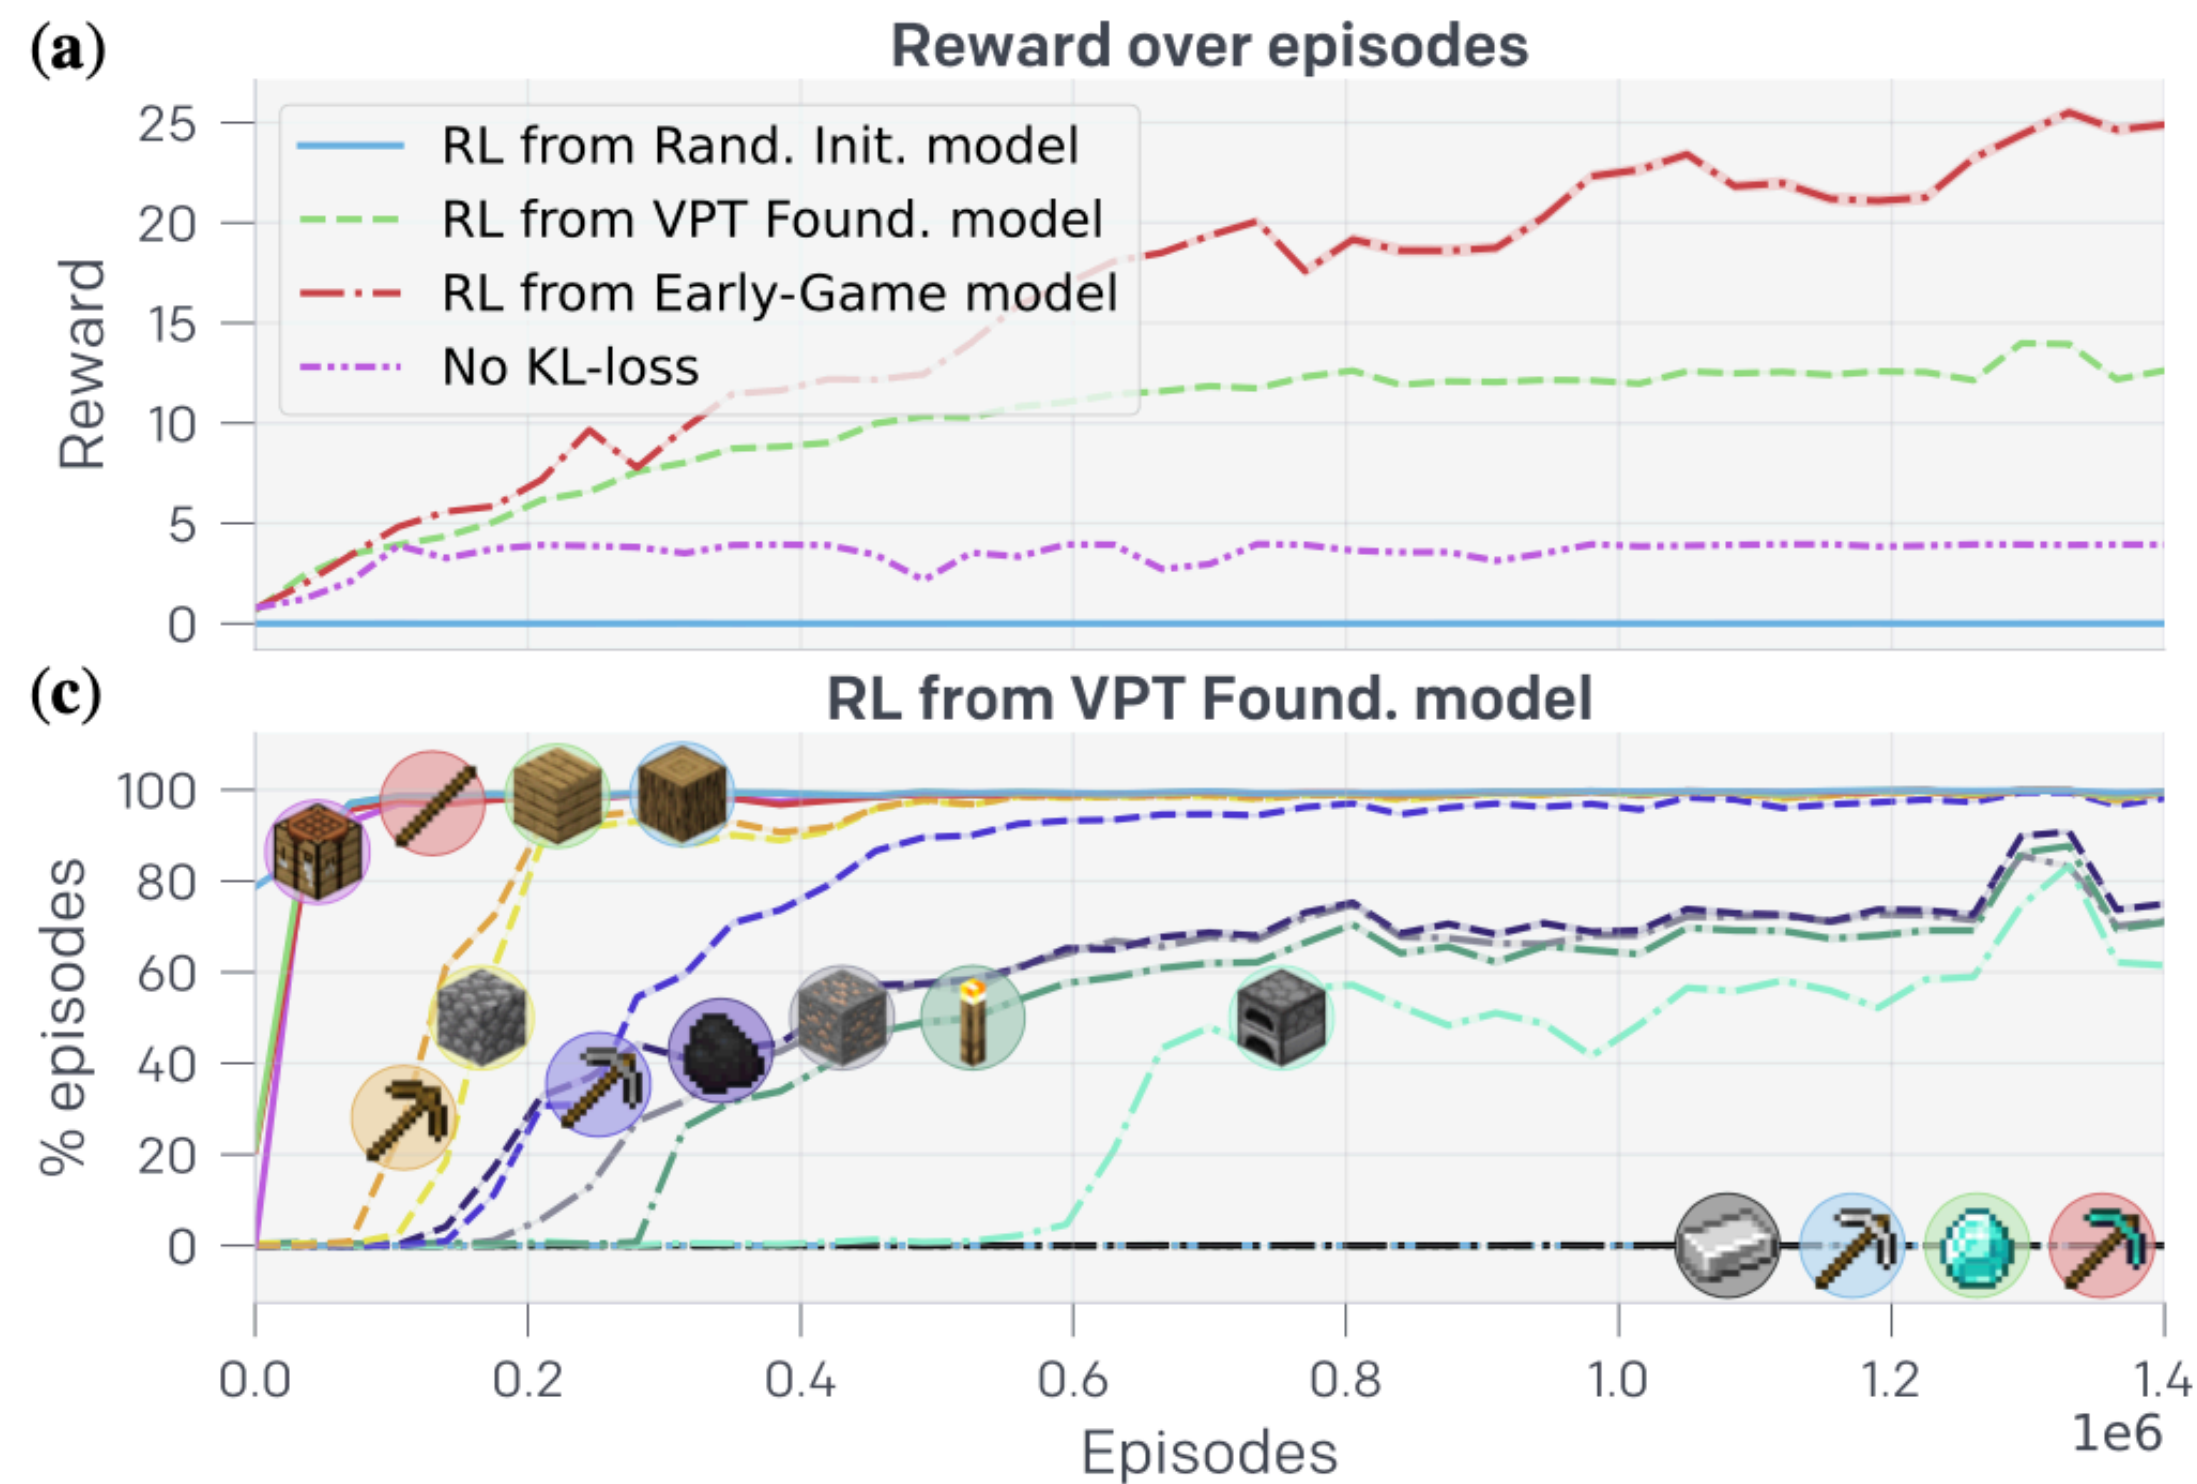 (a)
Reward over episodes
25
20
15
10
5
0
Reward
RL from Rand. Init. model
RL from VPT Found. model
RL from Early-Game model
No KL-loss
(c)
RL from VPT Found. model
100
80
60
40
20
0
% episodes
0.0 0.2 0.4 0.6 0.8 1.0 1.2 1.4
1e6
Episodes